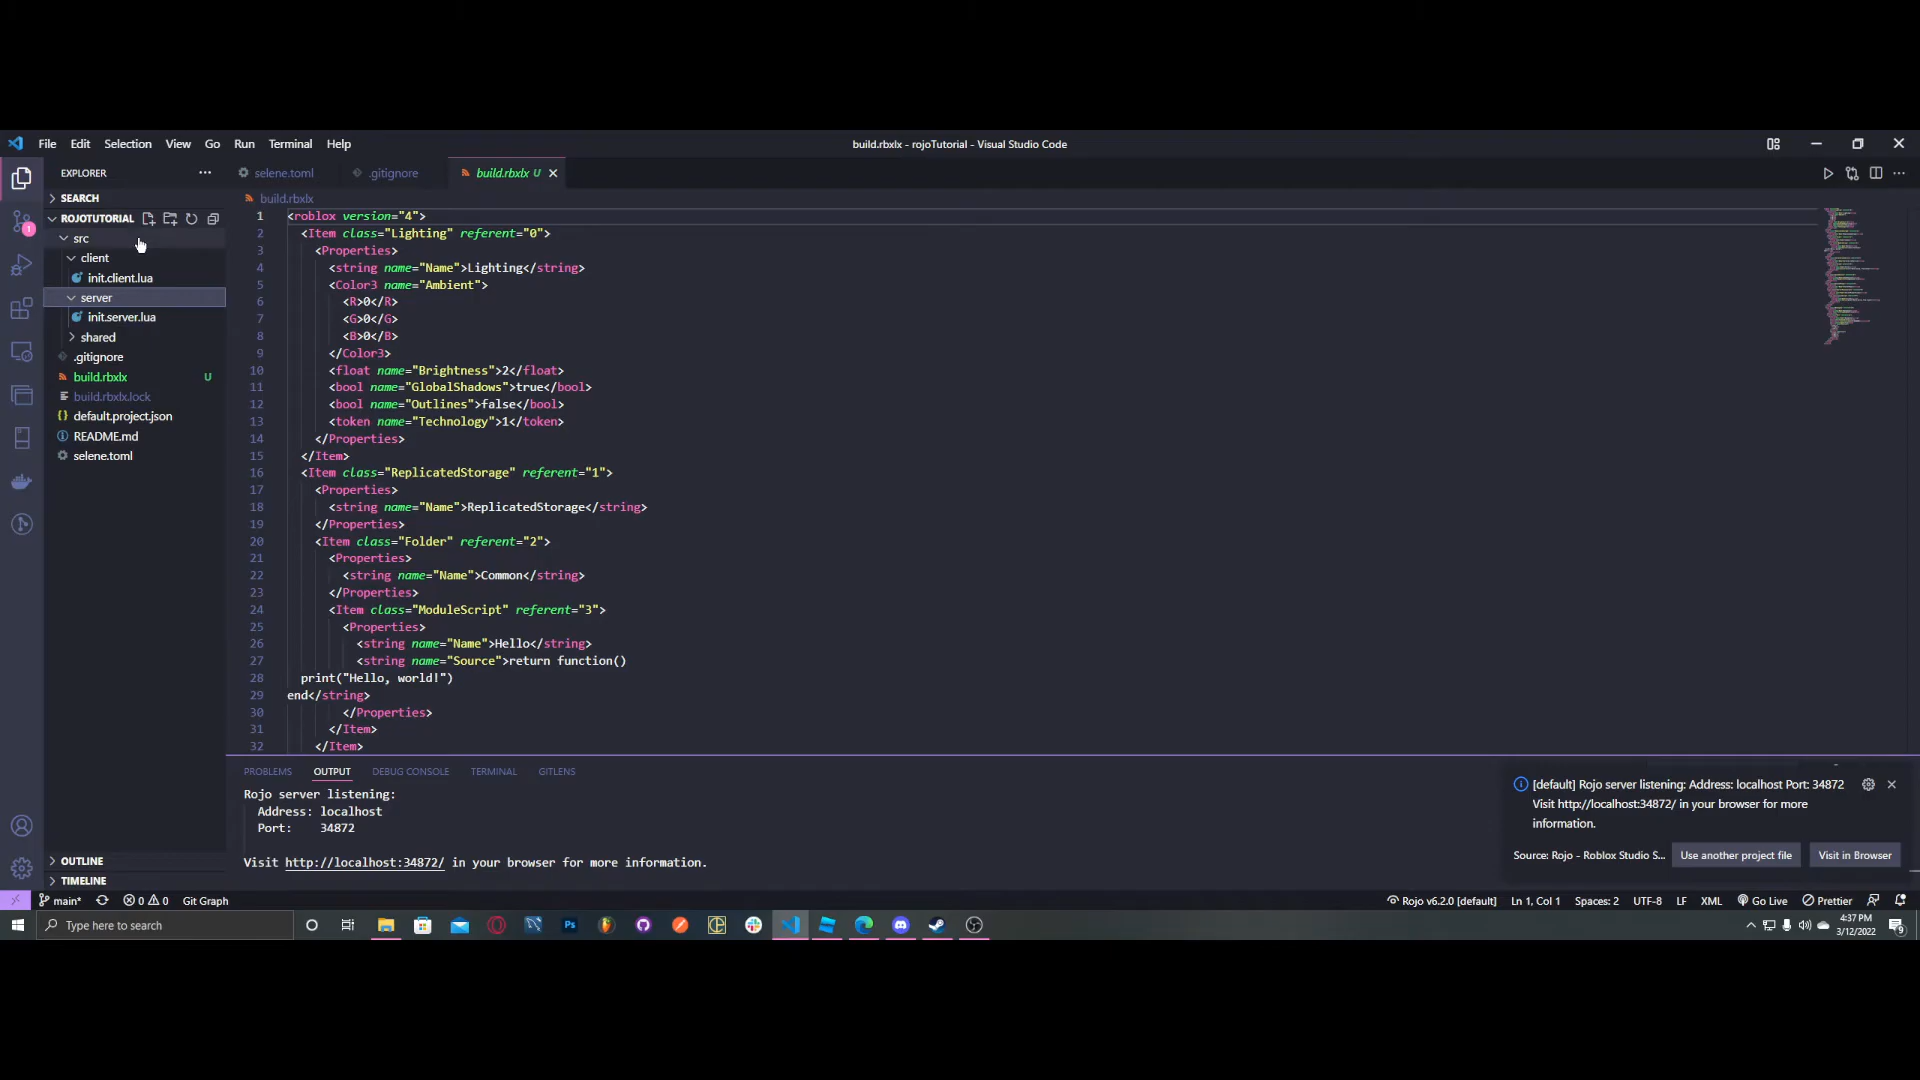 File Edit Selection View Go Run Terminal Help
build.rbxlx - rojoTutorial - Visual Studio Code
EXPLORER
selene.toml
.gitignore
build.rbxlx U
SEARCH
build.rbxlx
ROJOTUTORIAL
src
client
init.client.lua
server
init.server.lua
shared
.gitignore
build.rbxlx U
build.rbxlx.lock
default.project.json
README.md
selene.toml
1 <roblox version="4">
2 <Item class="Lighting" referent="0">
3 <Properties>
4 <string name="Name">Lighting</string>
5 <Color3 name="Ambient">
6 <R>0</R>
7 <G>0</G>
8 <B>0</B>
9 </Color3>
10 <float name="Brightness">2</float>
11 <bool name="GlobalShadows">true</bool>
12 <bool name="Outlines">false</bool>
13 <token name="Technology">1</token>
14 </Properties>
15 </Item>
16 <Item class="ReplicatedStorage" referent="1">
17 <Properties>
18 <string name="Name">ReplicatedStorage</string>
19 </Properties>
20 <Item class="Folder" referent="2">
21 <Properties>
22 <string name="Name">Common</string>
23 </Properties>
24 <Item class="ModuleScript" referent="3">
25 <Properties>
26 <string name="Name">Hello</string>
27 <string name="Source">return function()
28 print("Hello, world!")
29 end</string>
30 </Properties>
31 </Item>
32 </Item>
PROBLEMS OUTPUT DEBUG CONSOLE TERMINAL GITLENS
Rojo server listening:
Address: localhost
Port: 34872
Visit http://localhost:34872/ in your browser for more information.
[default] Rojo server listening: Address: localhost Port: 34872
Visit http://localhost:34872/ in your browser for more
information.
Source: Rojo - Roblox Studio S... Use another project file Visit in Browser
OUTLINE
TIMELINE
main* 0 0 Git Graph
Rojo v6.2.0 [default] Ln 1, Col 1 Spaces: 2 UTF-8 LF XML Go Live Prettier
Type here to search
Ps
4:37 PM
3/12/2022